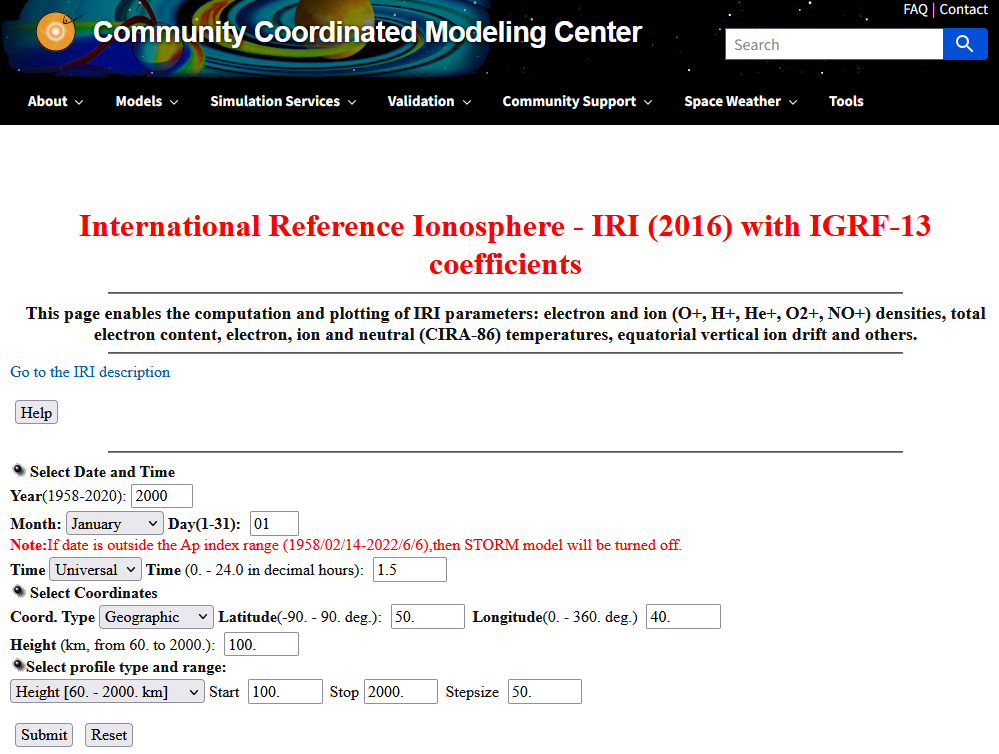 FAQ | Contact
Community Coordinated Modeling Center
Search
About Models Simulation Services Validation Community Support Space Weather Tools
International Reference Ionosphere - IRI (2016) with IGRF-13
coefficients
This page enables the computation and plotting of IRI parameters: electron and ion (O+, H+, He+, O2+, NO+) densities, total
electron content, electron, ion and neutral (CIRA-86) temperatures, equatorial vertical ion drift and others.
Go to the IRI description
Help
Select Date and Time
Year(1958-2020): 2000
Month: January Day(1-31): 01
Note:If date is outside the Ap index range (1958/02/14-2022/6/6),then STORM model will be turned off.
Time Universal Time (0. - 24.0 in decimal hours): 1.5
Select Coordinates
Coord. Type Geographic Latitude(-90. - 90. deg.): 50. Longitude(0. - 360. deg.) 40.
Height (km, from 60. to 2000.): 100.
Select profile type and range:
Height [60. - 2000. km] Start 100. Stop 2000. Stepsize 50.
Submit Reset